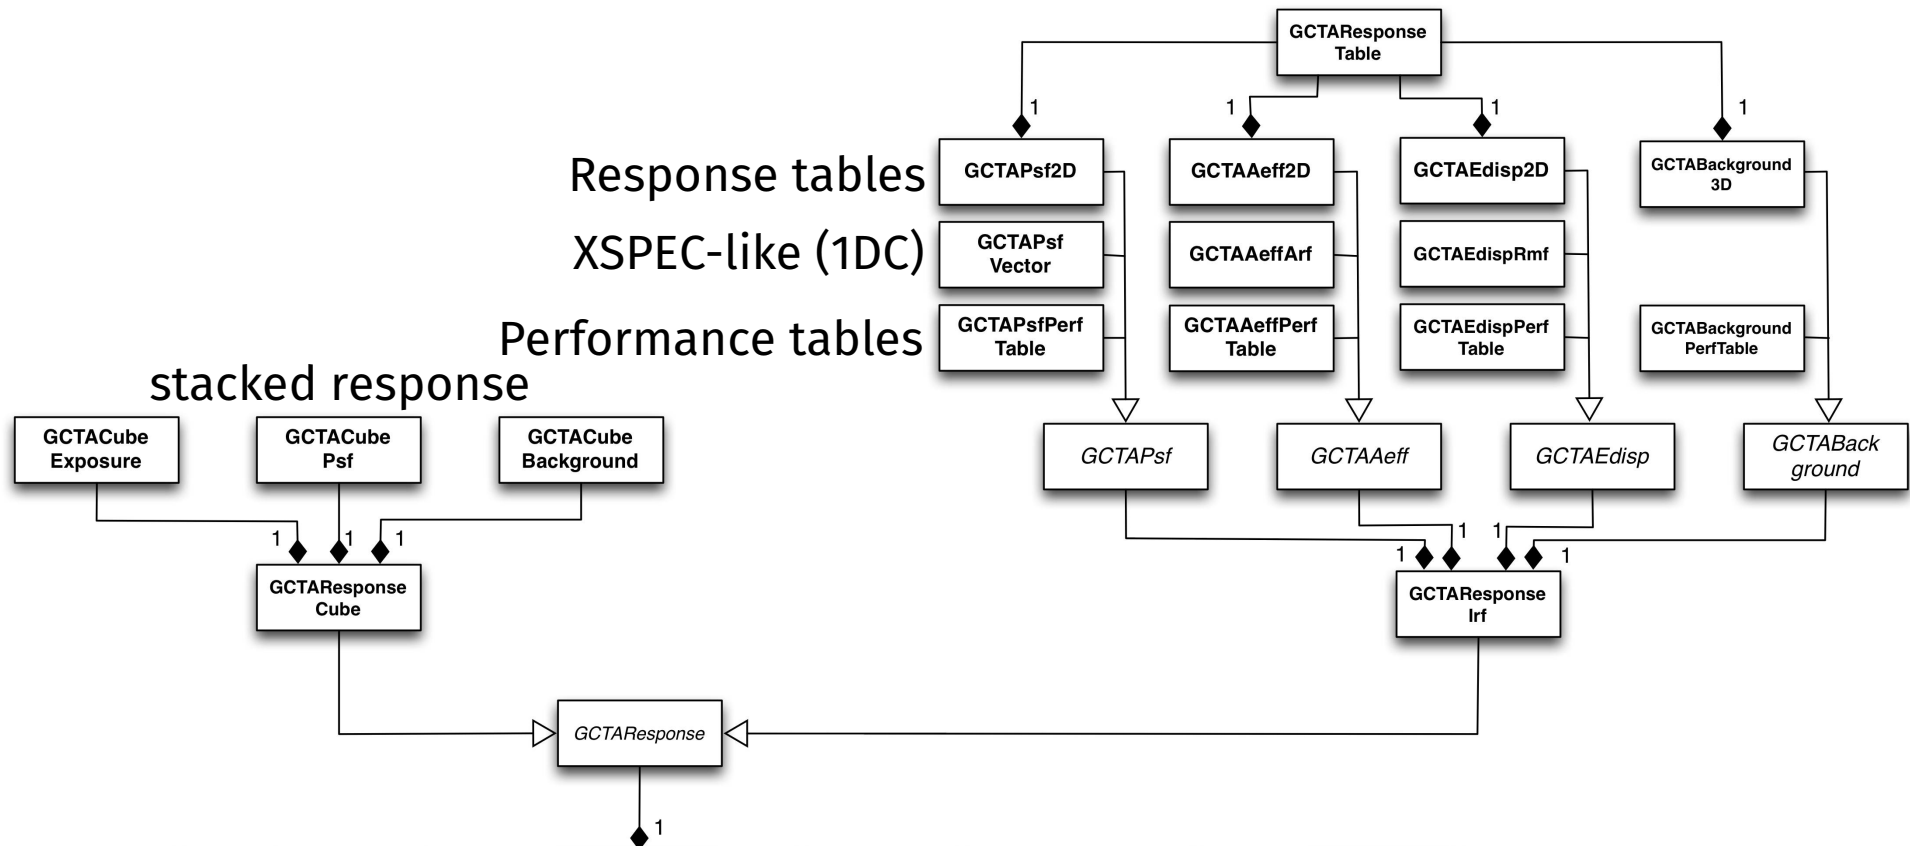 GCTAResponse
Table
1
1
1
1
Response tables
GCTAPsf2D
GCTAAeff2D
GCTAEdisp2D
GCTABackground
3D
XSPEC-like (1DC)
GCTAPsf
Vector
GCTAAeffArf
GCTAEdispRmf
Performance tables
GCTAPsfPerf
Table
GCTAAeffPerf
Table
GCTAEdispPerf
Table
GCTABackground
PerfTable
stacked response
GCTACube
Exposure
GCTACube
Psf
GCTACube
Background
GCTAPsf
GCTAAeff
GCTAEdisp
GCTABack
ground
1
1
1
1
1
1
1
GCTAResponse
Cube
GCTAResponse
Irf
GCTAResponse
1